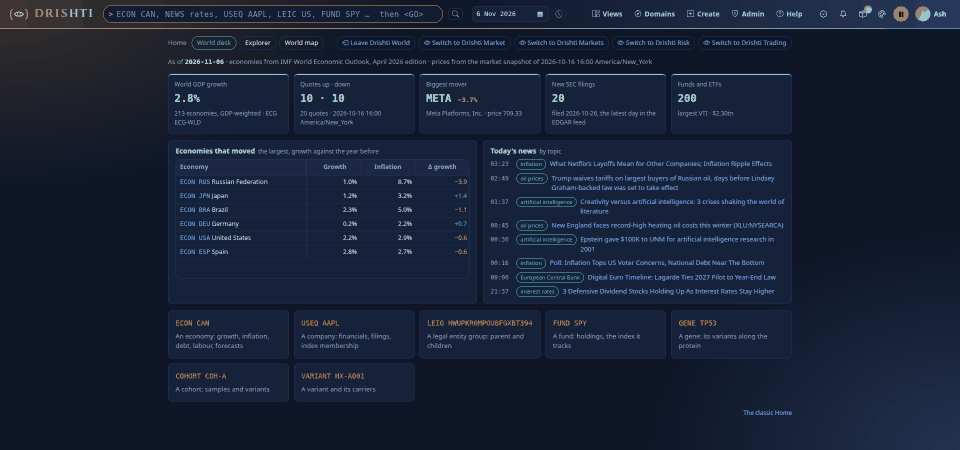 DRISHTI
> ECON CAN, NEWS rates, USEQ AAPL, LEIC US, FUND SPY … then <GO>
6 Nov 2026
Views
Domains
Create
Admin
Help
Ash
Home
World desk
Explorer
World map
Leave Drishti World
Switch to Drishti Market
Switch to Drishti Markets
Switch to Drishti Risk
Switch to Drishti Trading
As of 2026-11-06 · economies from IMF World Economic Outlook, April 2026 edition · prices from the market snapshot of 2026-10-16 16:00 America/New_York
World GDP growth
2.8%
213 economies, GDP-weighted · ECG
ECG-WLD
Quotes up · down
10 · 10
20 quotes · 2026-10-16 16:00
America/New_York
Biggest mover
META −3.7%
Meta Platforms, Inc. · price 709.33
New SEC filings
20
filed 2026-10-26, the latest day in the
EDGAR feed
Funds and ETFs
200
largest VTI · $2.30tn
Economies that moved the largest, growth against the year before
Economy Growth Inflation Δ growth
ECON RUS Russian Federation 1.0% 8.7% −3.9
ECON JPN Japan 1.2% 3.2% +1.4
ECON BRA Brazil 2.3% 5.0% −1.1
ECON DEU Germany 0.2% 2.2% +0.7
ECON USA United States 2.2% 2.9% −0.6
ECON ESP Spain 2.8% 2.7% −0.6
Today's news by topic
03:23 inflation What Netflix's Layoffs Mean for Other Companies; Inflation Ripple Effects
02:49 oil prices Trump waives tariffs on largest buyers of Russian oil, days before Lindsey
Graham-backed law was set to take effect
01:37 artificial intelligence Creativity versus artificial intelligence: 3 crises shaking the world of
literature
00:45 oil prices New England faces record-high heating oil costs this winter (XLU:NYSEARCA)
00:30 artificial intelligence Epstein gave $100K to UNM for artificial intelligence research in
2001
00:16 inflation Poll: Inflation Tops US Voter Concerns, National Debt Near The Bottom
00:00 European Central Bank Digital Euro Timeline: Lagarde Ties 2027 Pilot to Year-End Law
21:37 interest rates 3 Defensive Dividend Stocks Holding Up As Interest Rates Stay Higher
ECON CAN
An economy: growth, inflation,
debt, labour, forecasts
USEQ AAPL
A company: financials, filings,
index membership
LEIG HWUPKR0MPOU8FGXBT394
A legal entity group: parent and
children
FUND SPY
A fund: holdings, the index it
tracks
GENE TP53
A gene: its variants along the
protein
COHORT COH-A
A cohort: samples and variants
VARIANT HX-A001
A variant and its carriers
The classic Home